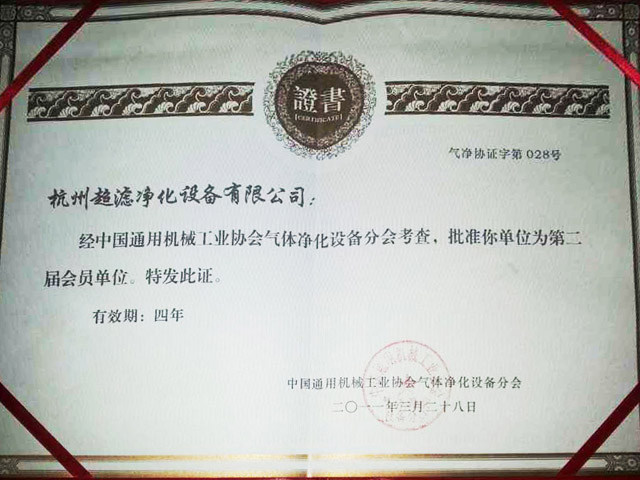 證書
[CERTIFICATE]
气净协证字第 028号
杭州超滤净化设备有限公司：
经中国通用机械工业协会气体净化设备分会考查，批准你单位为第二
届会员单位。特发此证。
有效期：四年
中国通用机械工业协会气体净化设备分会
二〇一一年三月二十八日